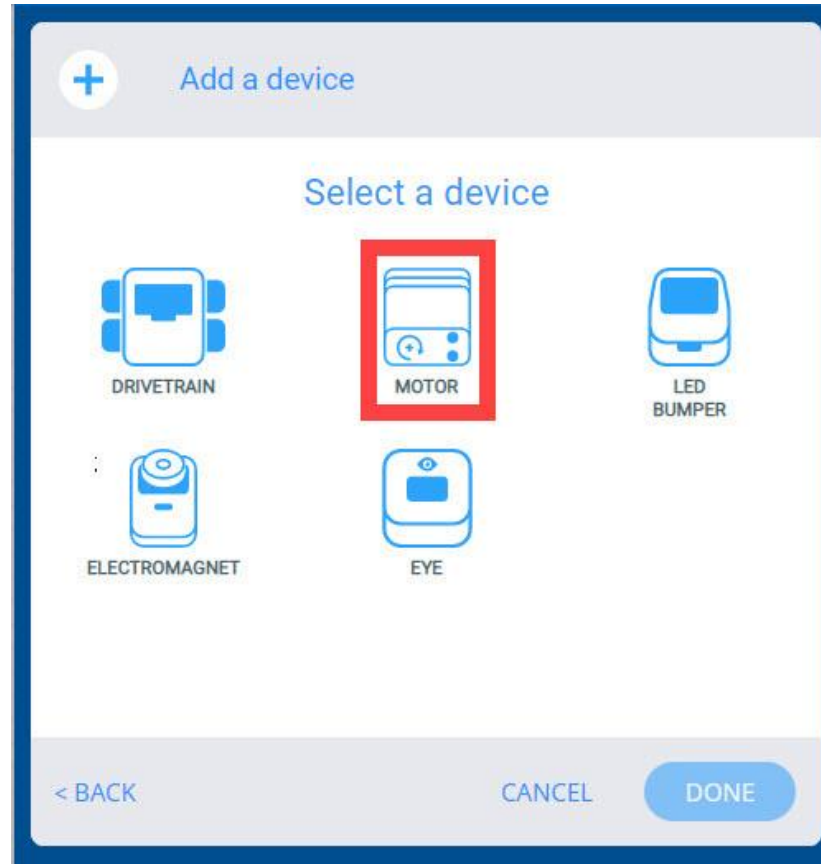 Add a device
Select a device
DRIVETRAIN
MOTOR
LED
BUMPER
ELECTROMAGNET
EYE
< BACK
CANCEL
DONE